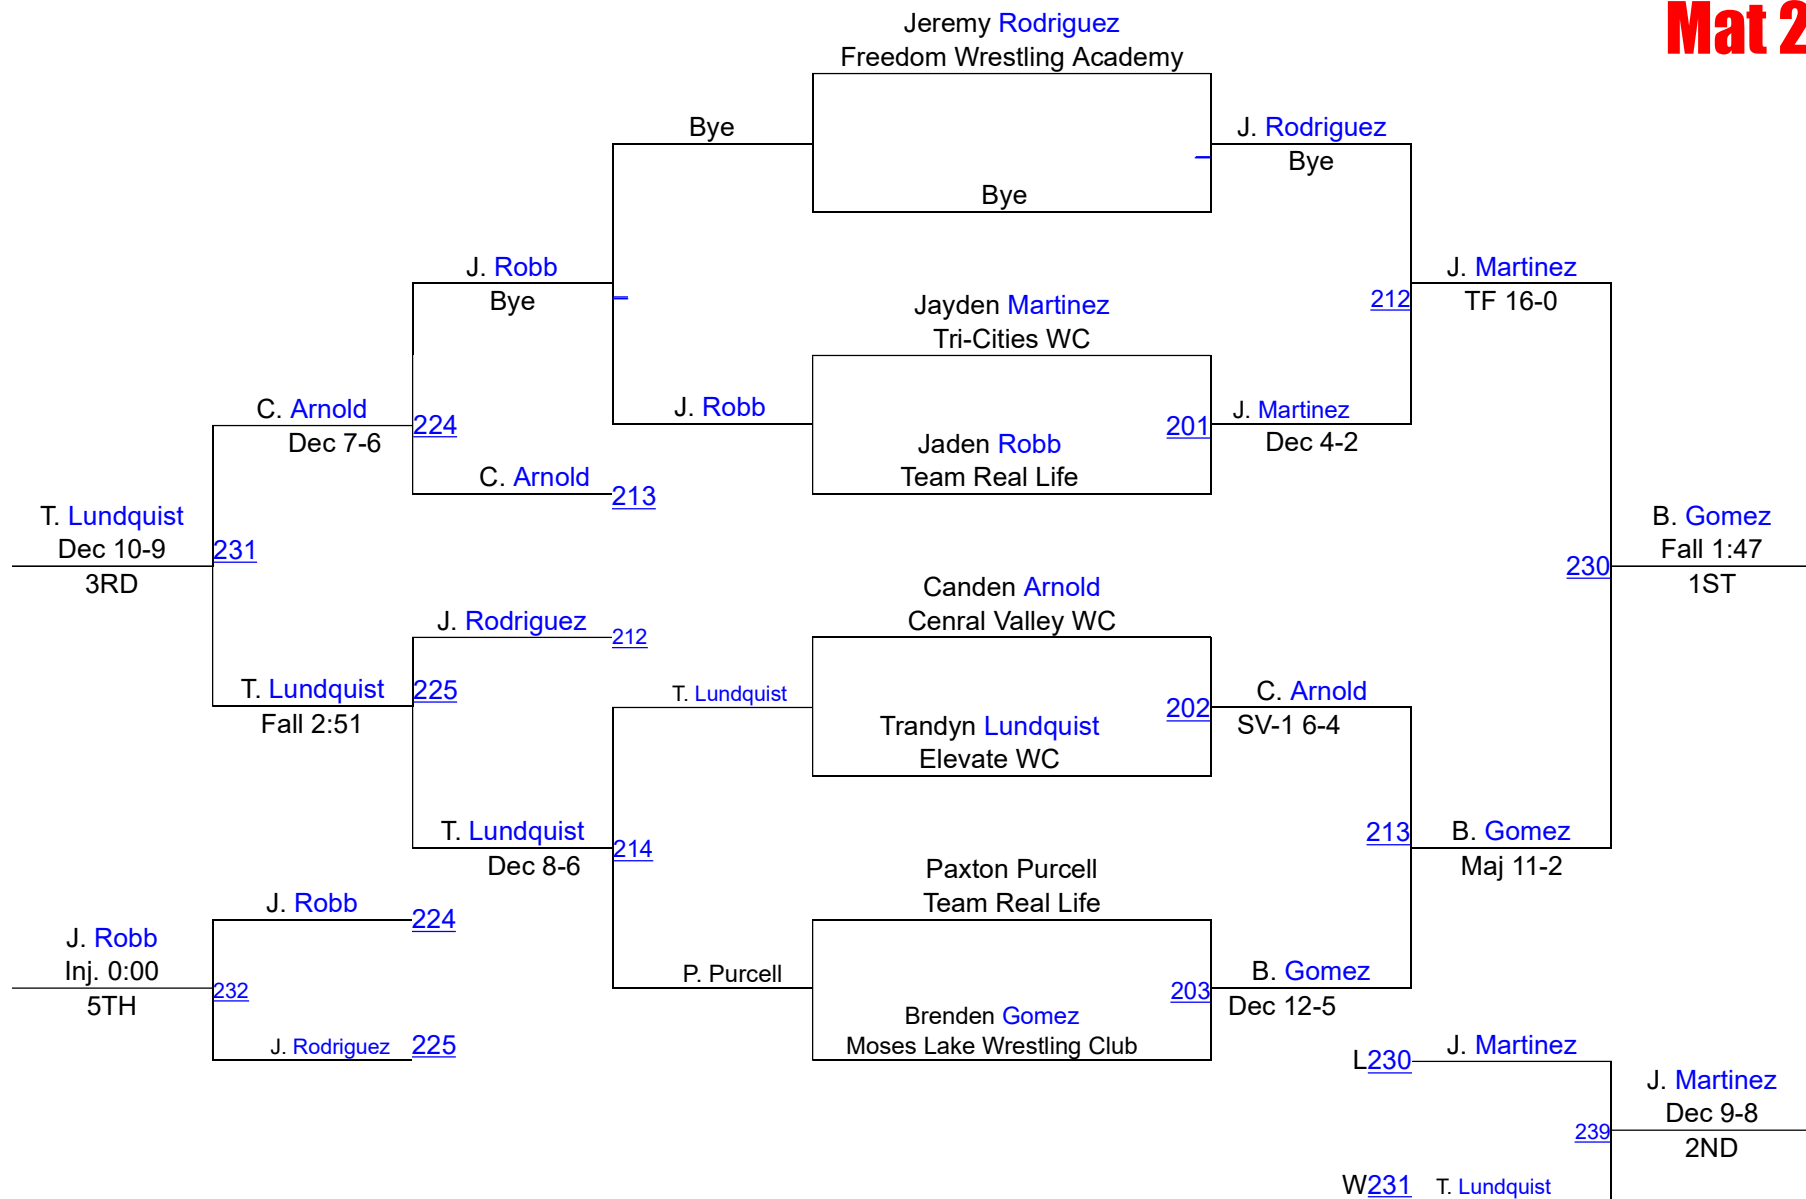 Mat 2
Jeremy Rodriguez
Freedom Wrestling Academy
Bye
J. Rodriguez
Bye
Bye
J. Robb
Bye
J. Martinez
TF 16-0
212
Jayden Martinez
Tri-Cities WC
C. Arnold
Dec 7-6
224
J. Robb
Jaden Robb
Team Real Life
201
J. Martinez
Dec 4-2
C. Arnold
213
T. Lundquist
Dec 10-9
3RD
231
B. Gomez
Fall 1:47
1ST
230
Canden Arnold
Cenral Valley WC
J. Rodriguez
212
T. Lundquist
Fall 2:51
225
T. Lundquist
Trandyn Lundquist
Elevate WC
202
C. Arnold
SV-1 6-4
T. Lundquist
Dec 8-6
214
213
B. Gomez
Maj 11-2
Paxton Purcell
Team Real Life
J. Robb
224
J. Robb
Inj. 0:00
5TH
232
P. Purcell
Brenden Gomez
Moses Lake Wrestling Club
203
B. Gomez
Dec 12-5
J. Rodriguez 225
L230 J. Martinez
J. Martinez
Dec 9-8
2ND
239
W231 T. Lundquist